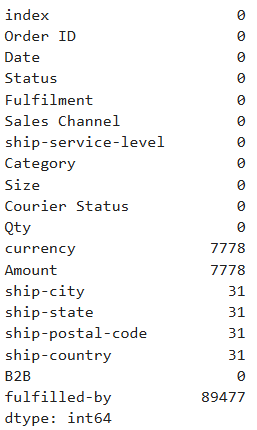 index 0
Order ID 0
Date 0
Status 0
Fulfilment 0
Sales Channel 0
ship-service-level 0
Category 0
Size 0
Courier Status 0
Qty 0
currency 7778
Amount 7778
ship-city 31
ship-state 31
ship-postal-code 31
ship-country 31
B2B 0
fulfilled-by 89477
dtype: int64